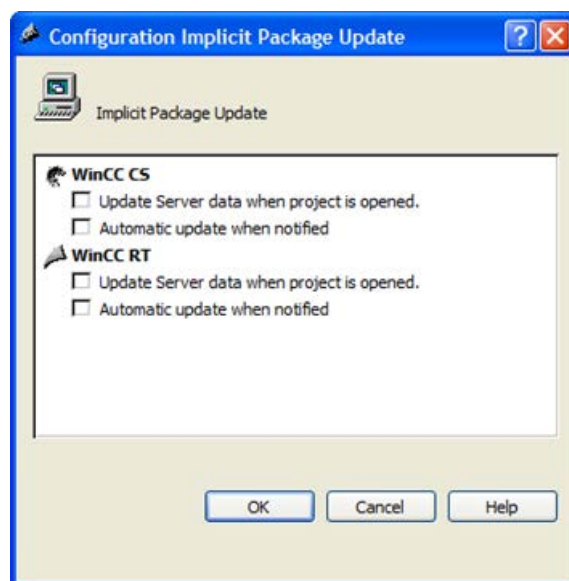 Configuration Implicit Package Update
Implicit Package Update
WinCC CS
Update Server data when project is opened.
Automatic update when notified
WinCC RT
Update Server data when project is opened.
Automatic update when notified
OK Cancel Help